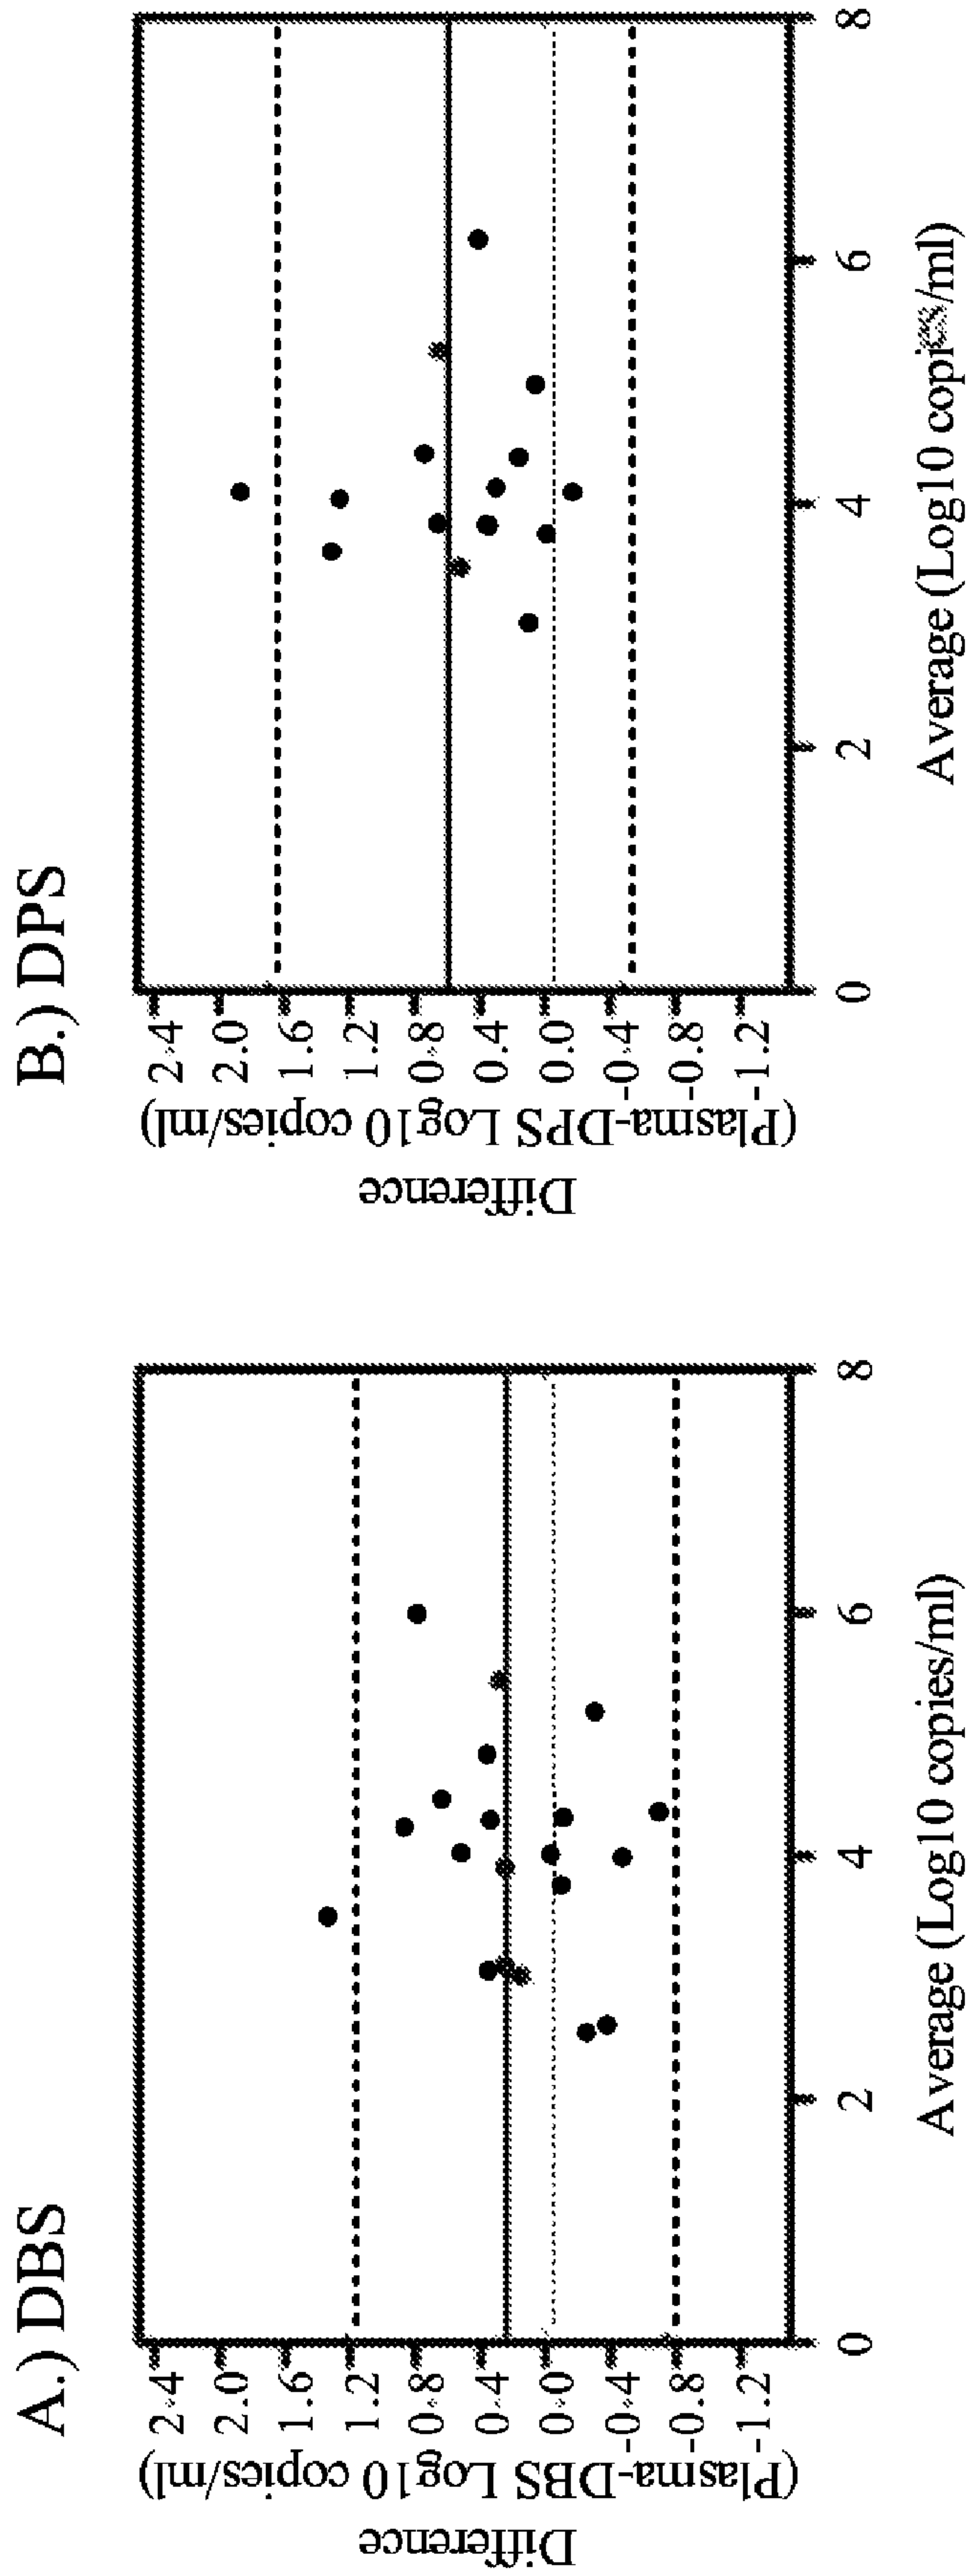 A.) DBS
Difference
(Plasma-DBS Log10 copies/ml)
2.4
2.0
1.6
1.2
0.8
0.4
0.0
-0.4
-0.8
-1.2
0 2 4 6 8
Average (Log10 copies/ml)
B.) DPS
Difference
(Plasma-DPS Log10 copies/ml)
2.4
2.0
1.6
1.2
0.8
0.4
0.0
-0.4
-0.8
-1.2
0 2 4 6 8
Average (Log10 copies/ml)